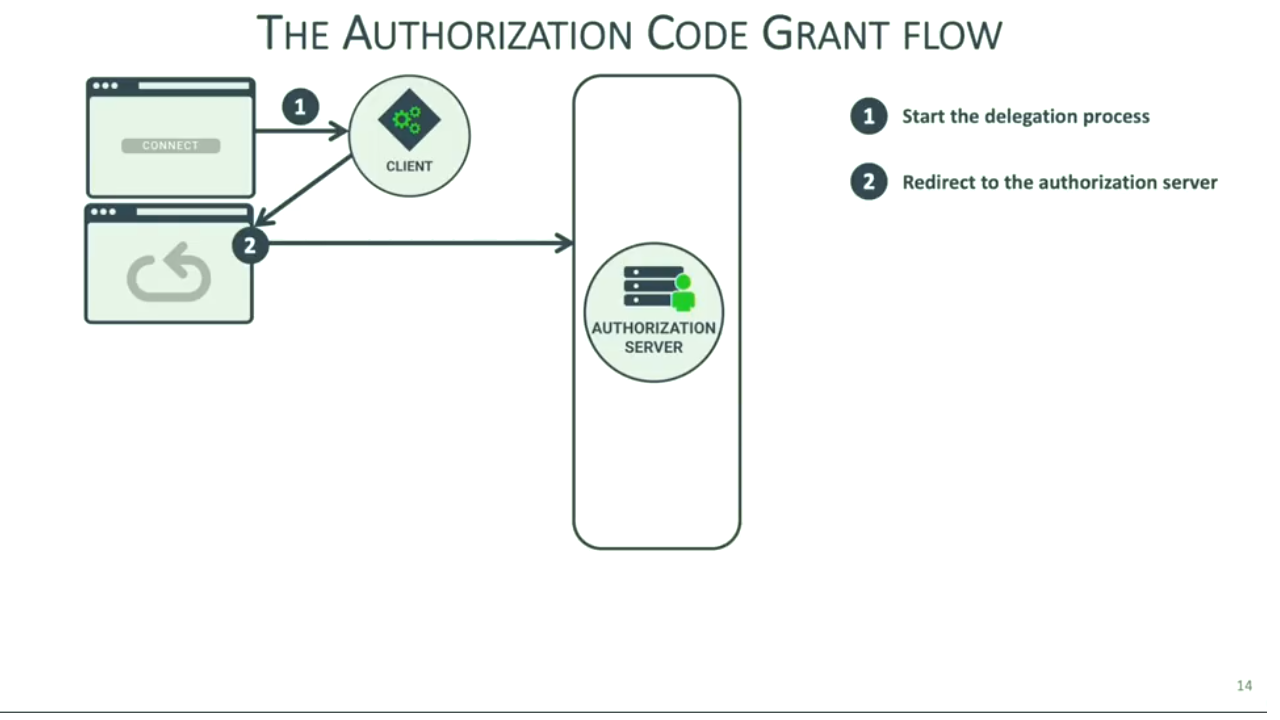 THE AUTHORIZATION CODE GRANT FLOW
1
CONNECT
CLIENT
2
AUTHORIZATION
SERVER
1 Start the delegation process
2 Redirect to the authorization server
14